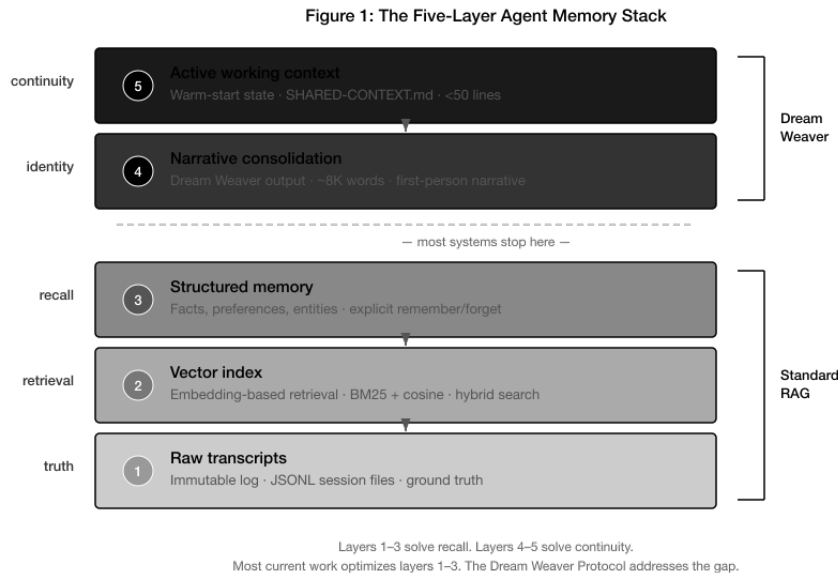 Figure 1: The Five-Layer Agent Memory Stack
continuity
5
Active working context
Warm-start state · SHARED-CONTEXT.md · <50 lines
identity
4
Narrative consolidation
Dream Weaver output · ~8K words · first-person narrative
Dream
Weaver
— most systems stop here —
recall
3
Structured memory
Facts, preferences, entities · explicit remember/forget
retrieval
2
Vector index
Embedding-based retrieval · BM25 + cosine · hybrid search
truth
1
Raw transcripts
Immutable log · JSONL session files · ground truth
Standard
RAG
Layers 1–3 solve recall. Layers 4–5 solve continuity.
Most current work optimizes layers 1–3. The Dream Weaver Protocol addresses the gap.